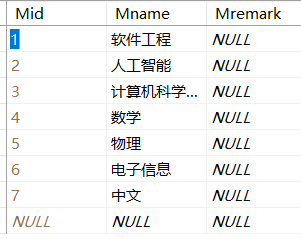 Mid Mname Mremark
1 软件工程 NULL
2 人工智能 NULL
3 计算机科学... NULL
4 数学 NULL
5 物理 NULL
6 电子信息 NULL
7 中文 NULL
NULL NULL NULL